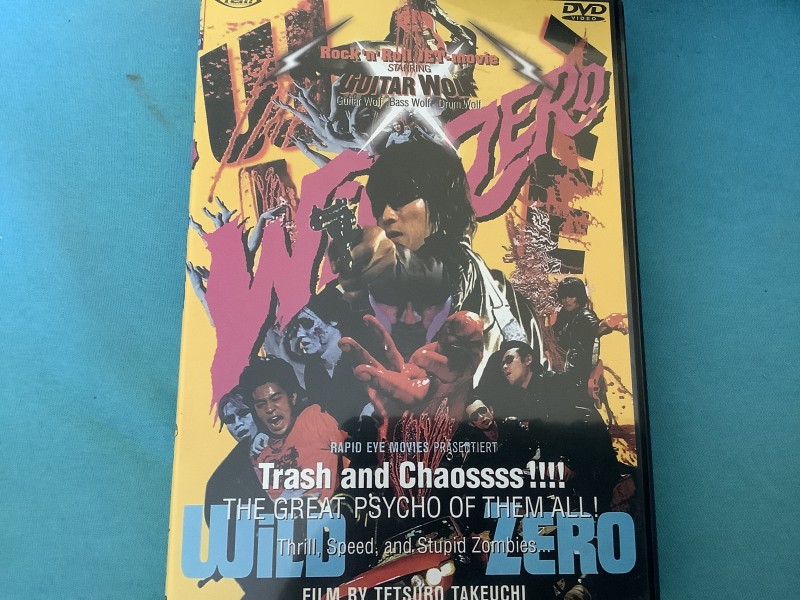 DVD
VIDEO
Rock'n'Roll JET-movie
STARRING
GUITAR WOLF
Guitar Wolf Bass Wolf Drum Wolf
WILD ZERO
RAPID EYE MOVIES PRÄSENTIERT
Trash and Chaossss!!!!
THE GREAT PSYCHO OF THEM ALL!
WiLD ZERO
Thrill, Speed, and Stupid Zombies...
FILM BY TETSURO TAKEUCHI